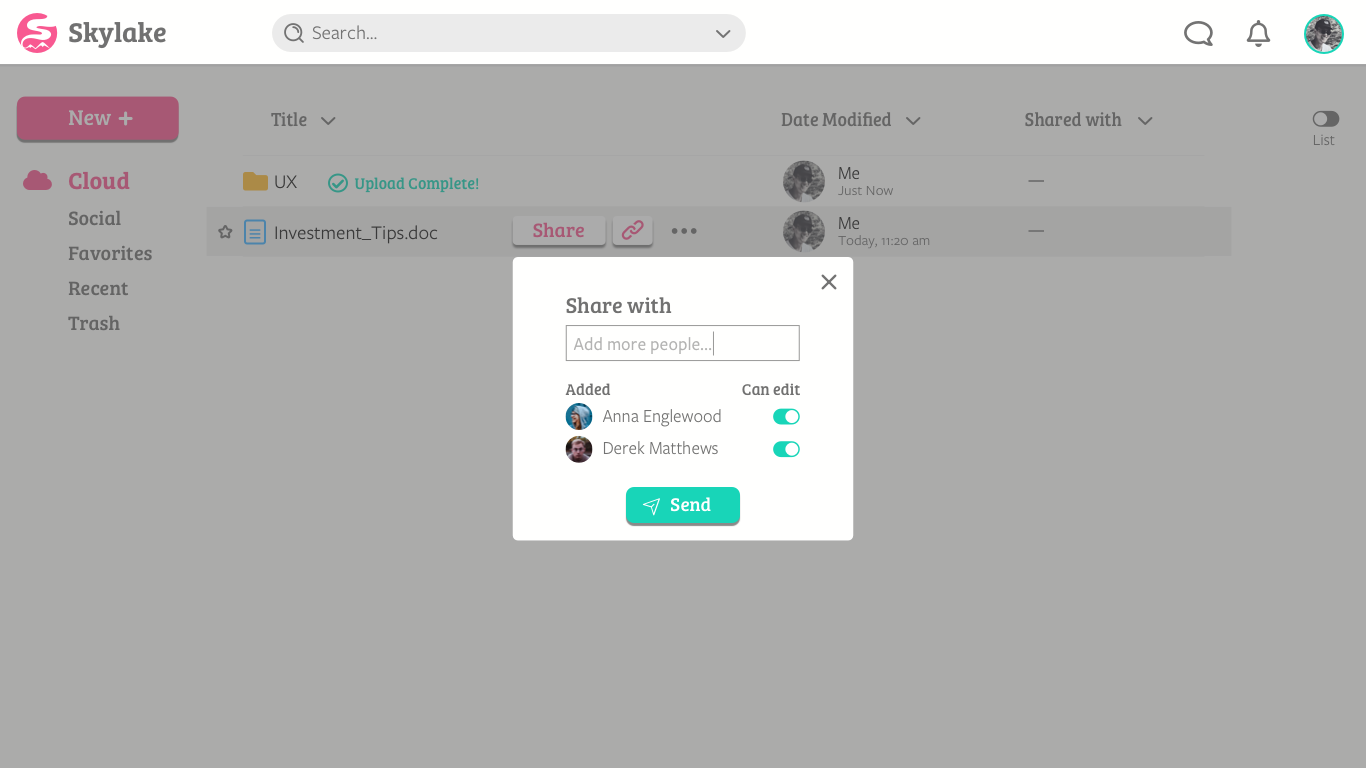 Skylake
Search...
New +
Title
Date Modified
Shared with
List
Cloud
Social
Favorites
Recent
Trash
UX
Upload Complete!
Me
Just Now
—
Investment_Tips.doc
Share
Me
Today, 11:20 am
—
Share with
Add more people...
Added
Can edit
Anna Englewood
Derek Matthews
Send